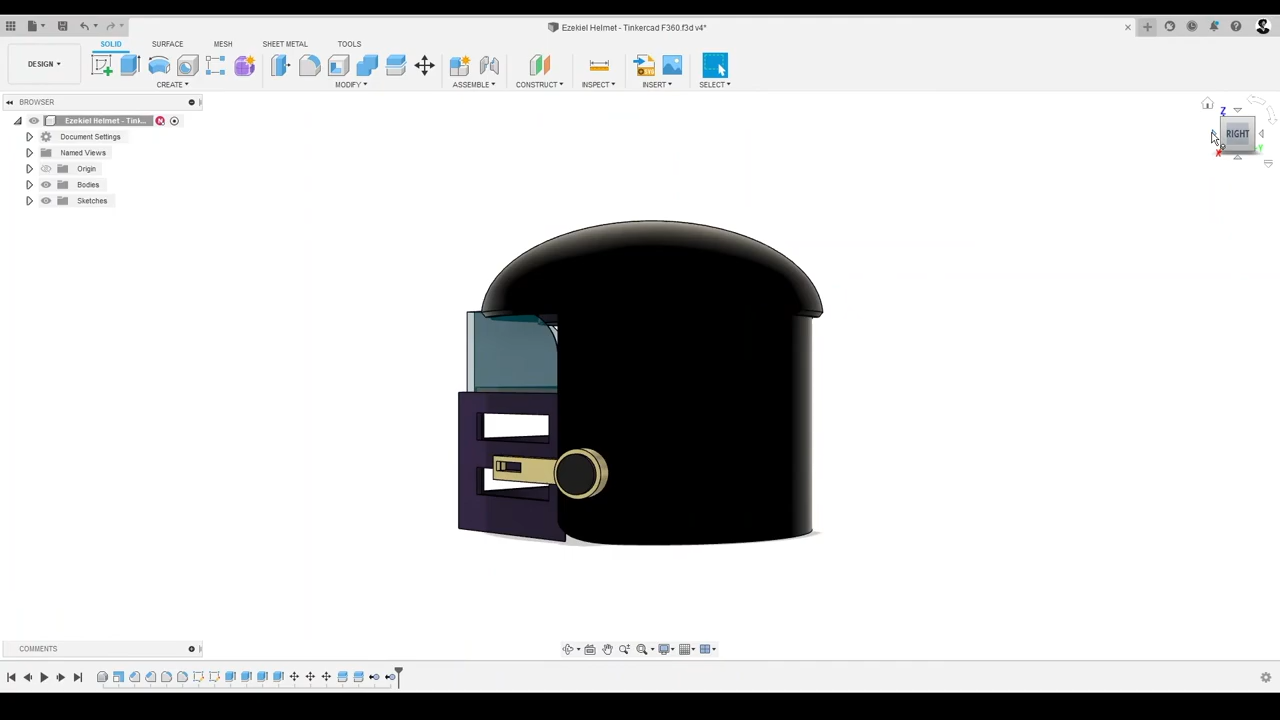 Ezekiel Helmet - Tinkercad F360.f3d v4*
SOLID SURFACE MESH SHEET METAL TOOLS
DESIGN
CREATE MODIFY ASSEMBLE CONSTRUCT INSPECT INSERT SELECT
BROWSER
Ezekiel Helmet - Tink...
Document Settings
Named Views
Origin
Bodies
Sketches
Z
RIGHT
X
Y
COMMENTS